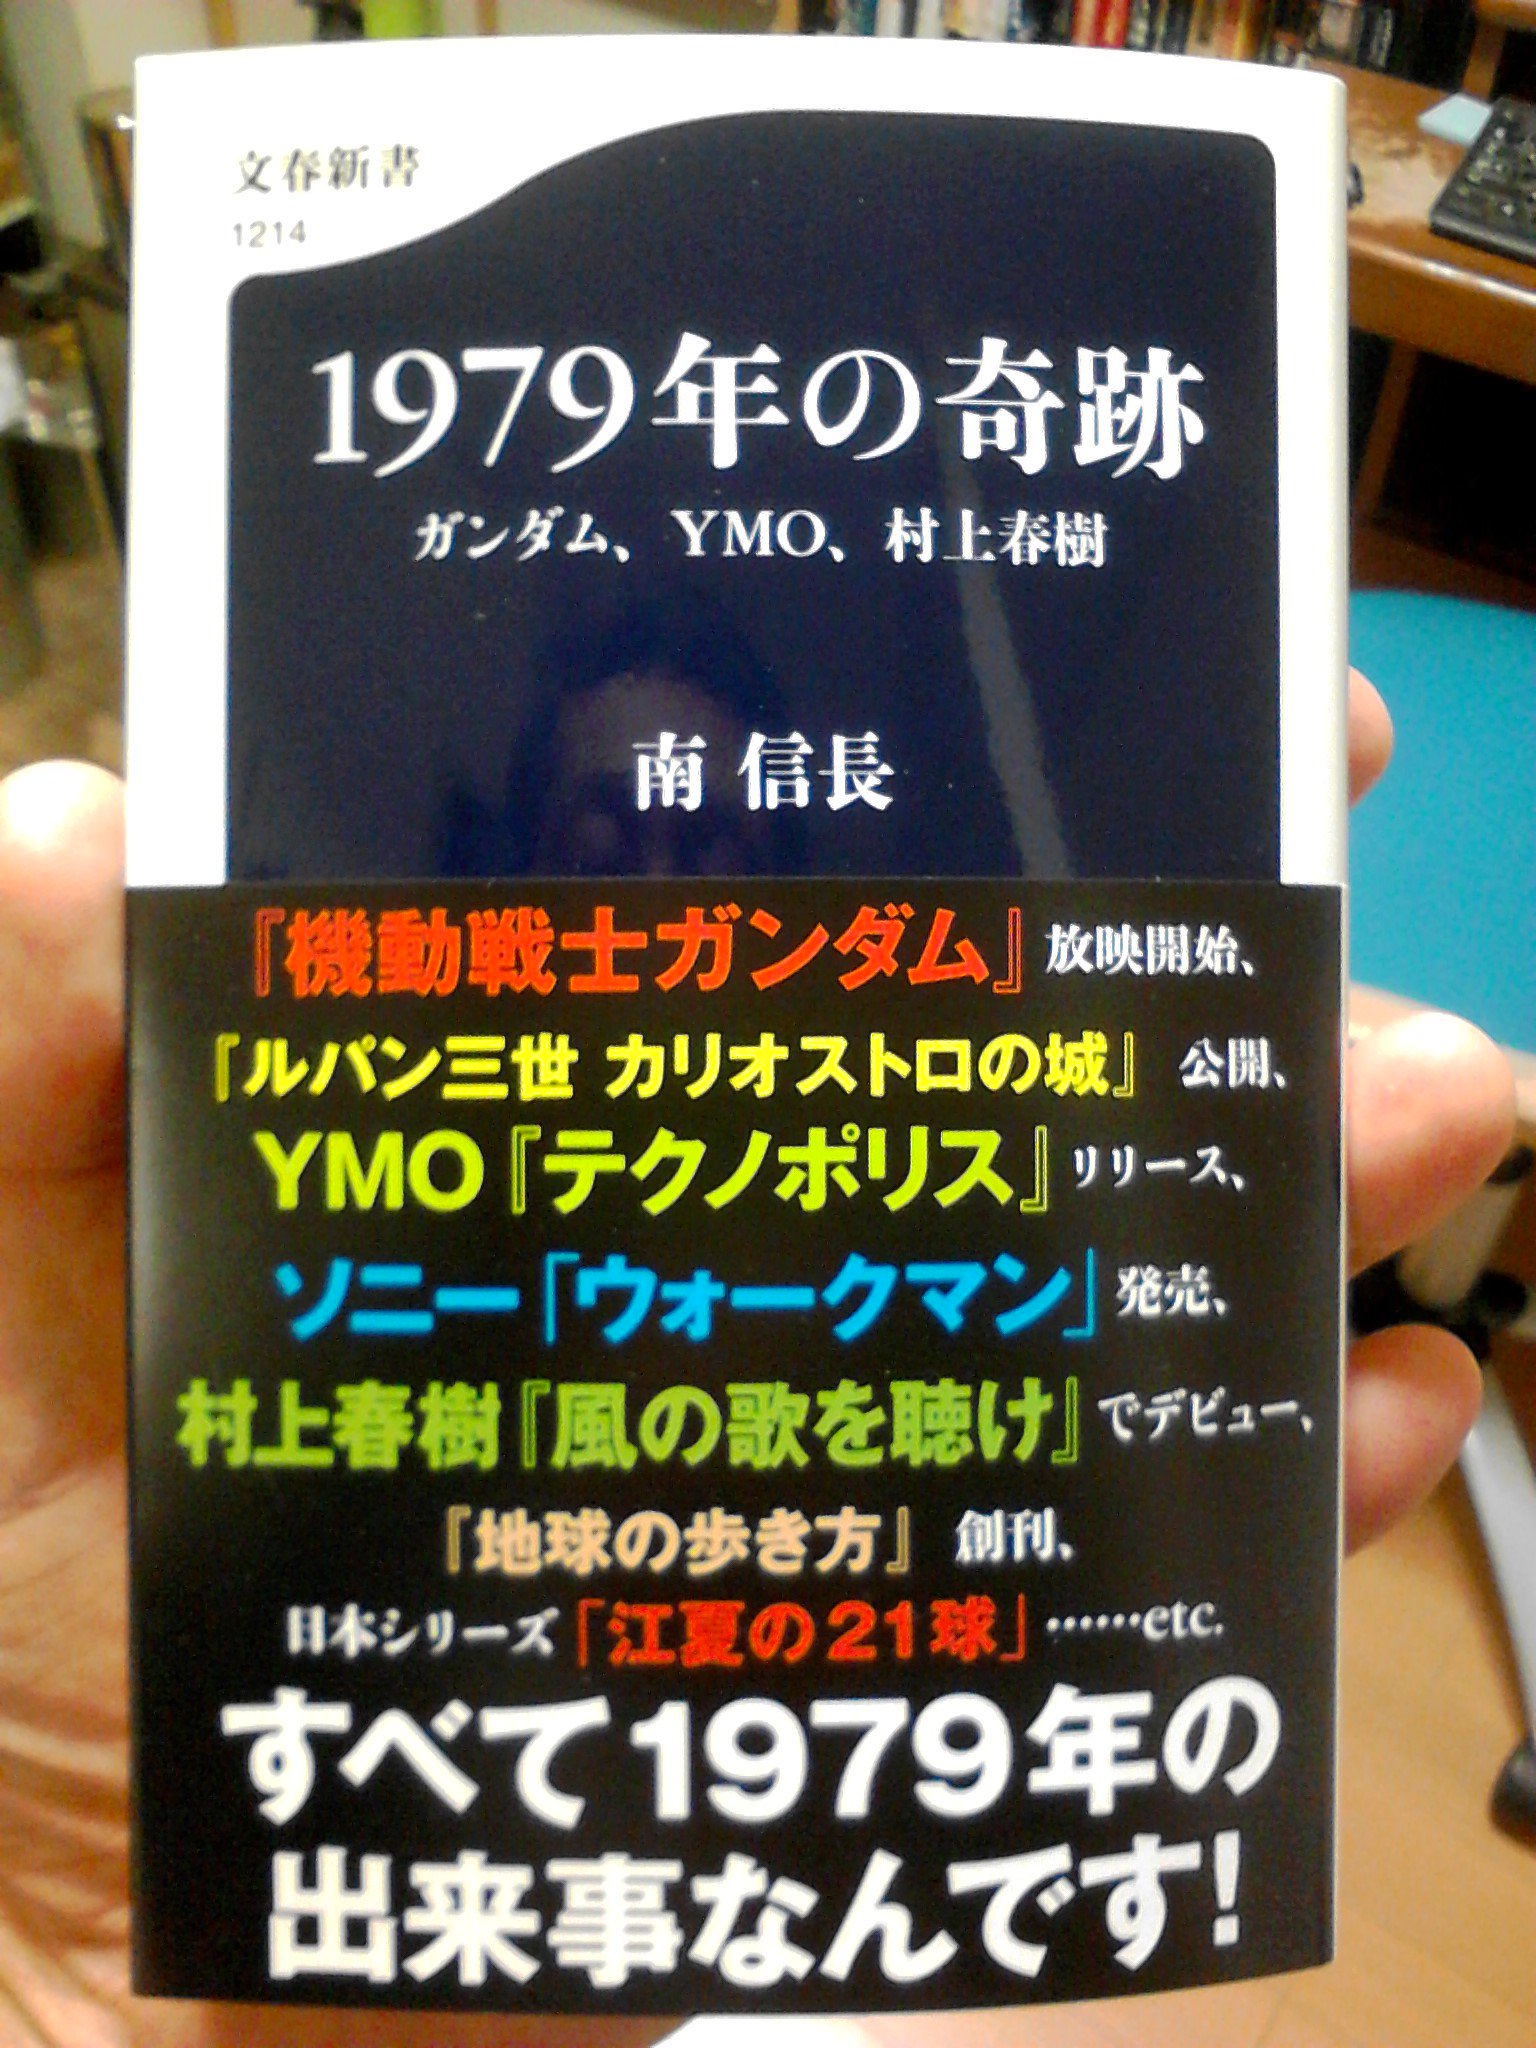 文春新書
1214
1979年の奇跡
ガンダム、YMO、村上春樹
南 信長
『機動戦士ガンダム』放映開始、
『ルパン三世 カリオストロの城』公開、
YMO『テクノポリス』リリース、
ソニー「ウォークマン」発売、
村上春樹『風の歌を聴け』でデビュー、
『地球の歩き方』創刊、
日本シリーズ「江夏の21球」……etc.
すべて1979年の
出来事なんです!